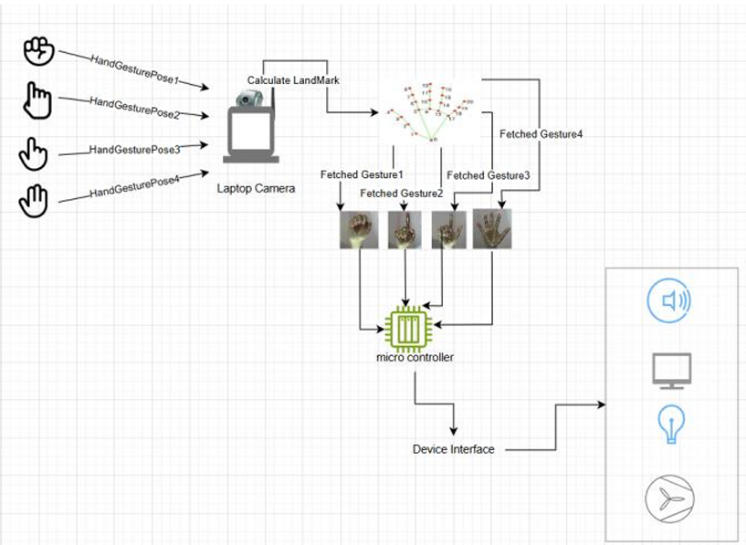 HandGesturePose1
Calculate LandMark
HandGesturePose2
HandGesturePose3
HandGesturePose4
Laptop Camera
Fetched Gesture4
Fetched Gesture1
Fetched Gesture3
Fetched Gesture2
micro controller
Device Interface